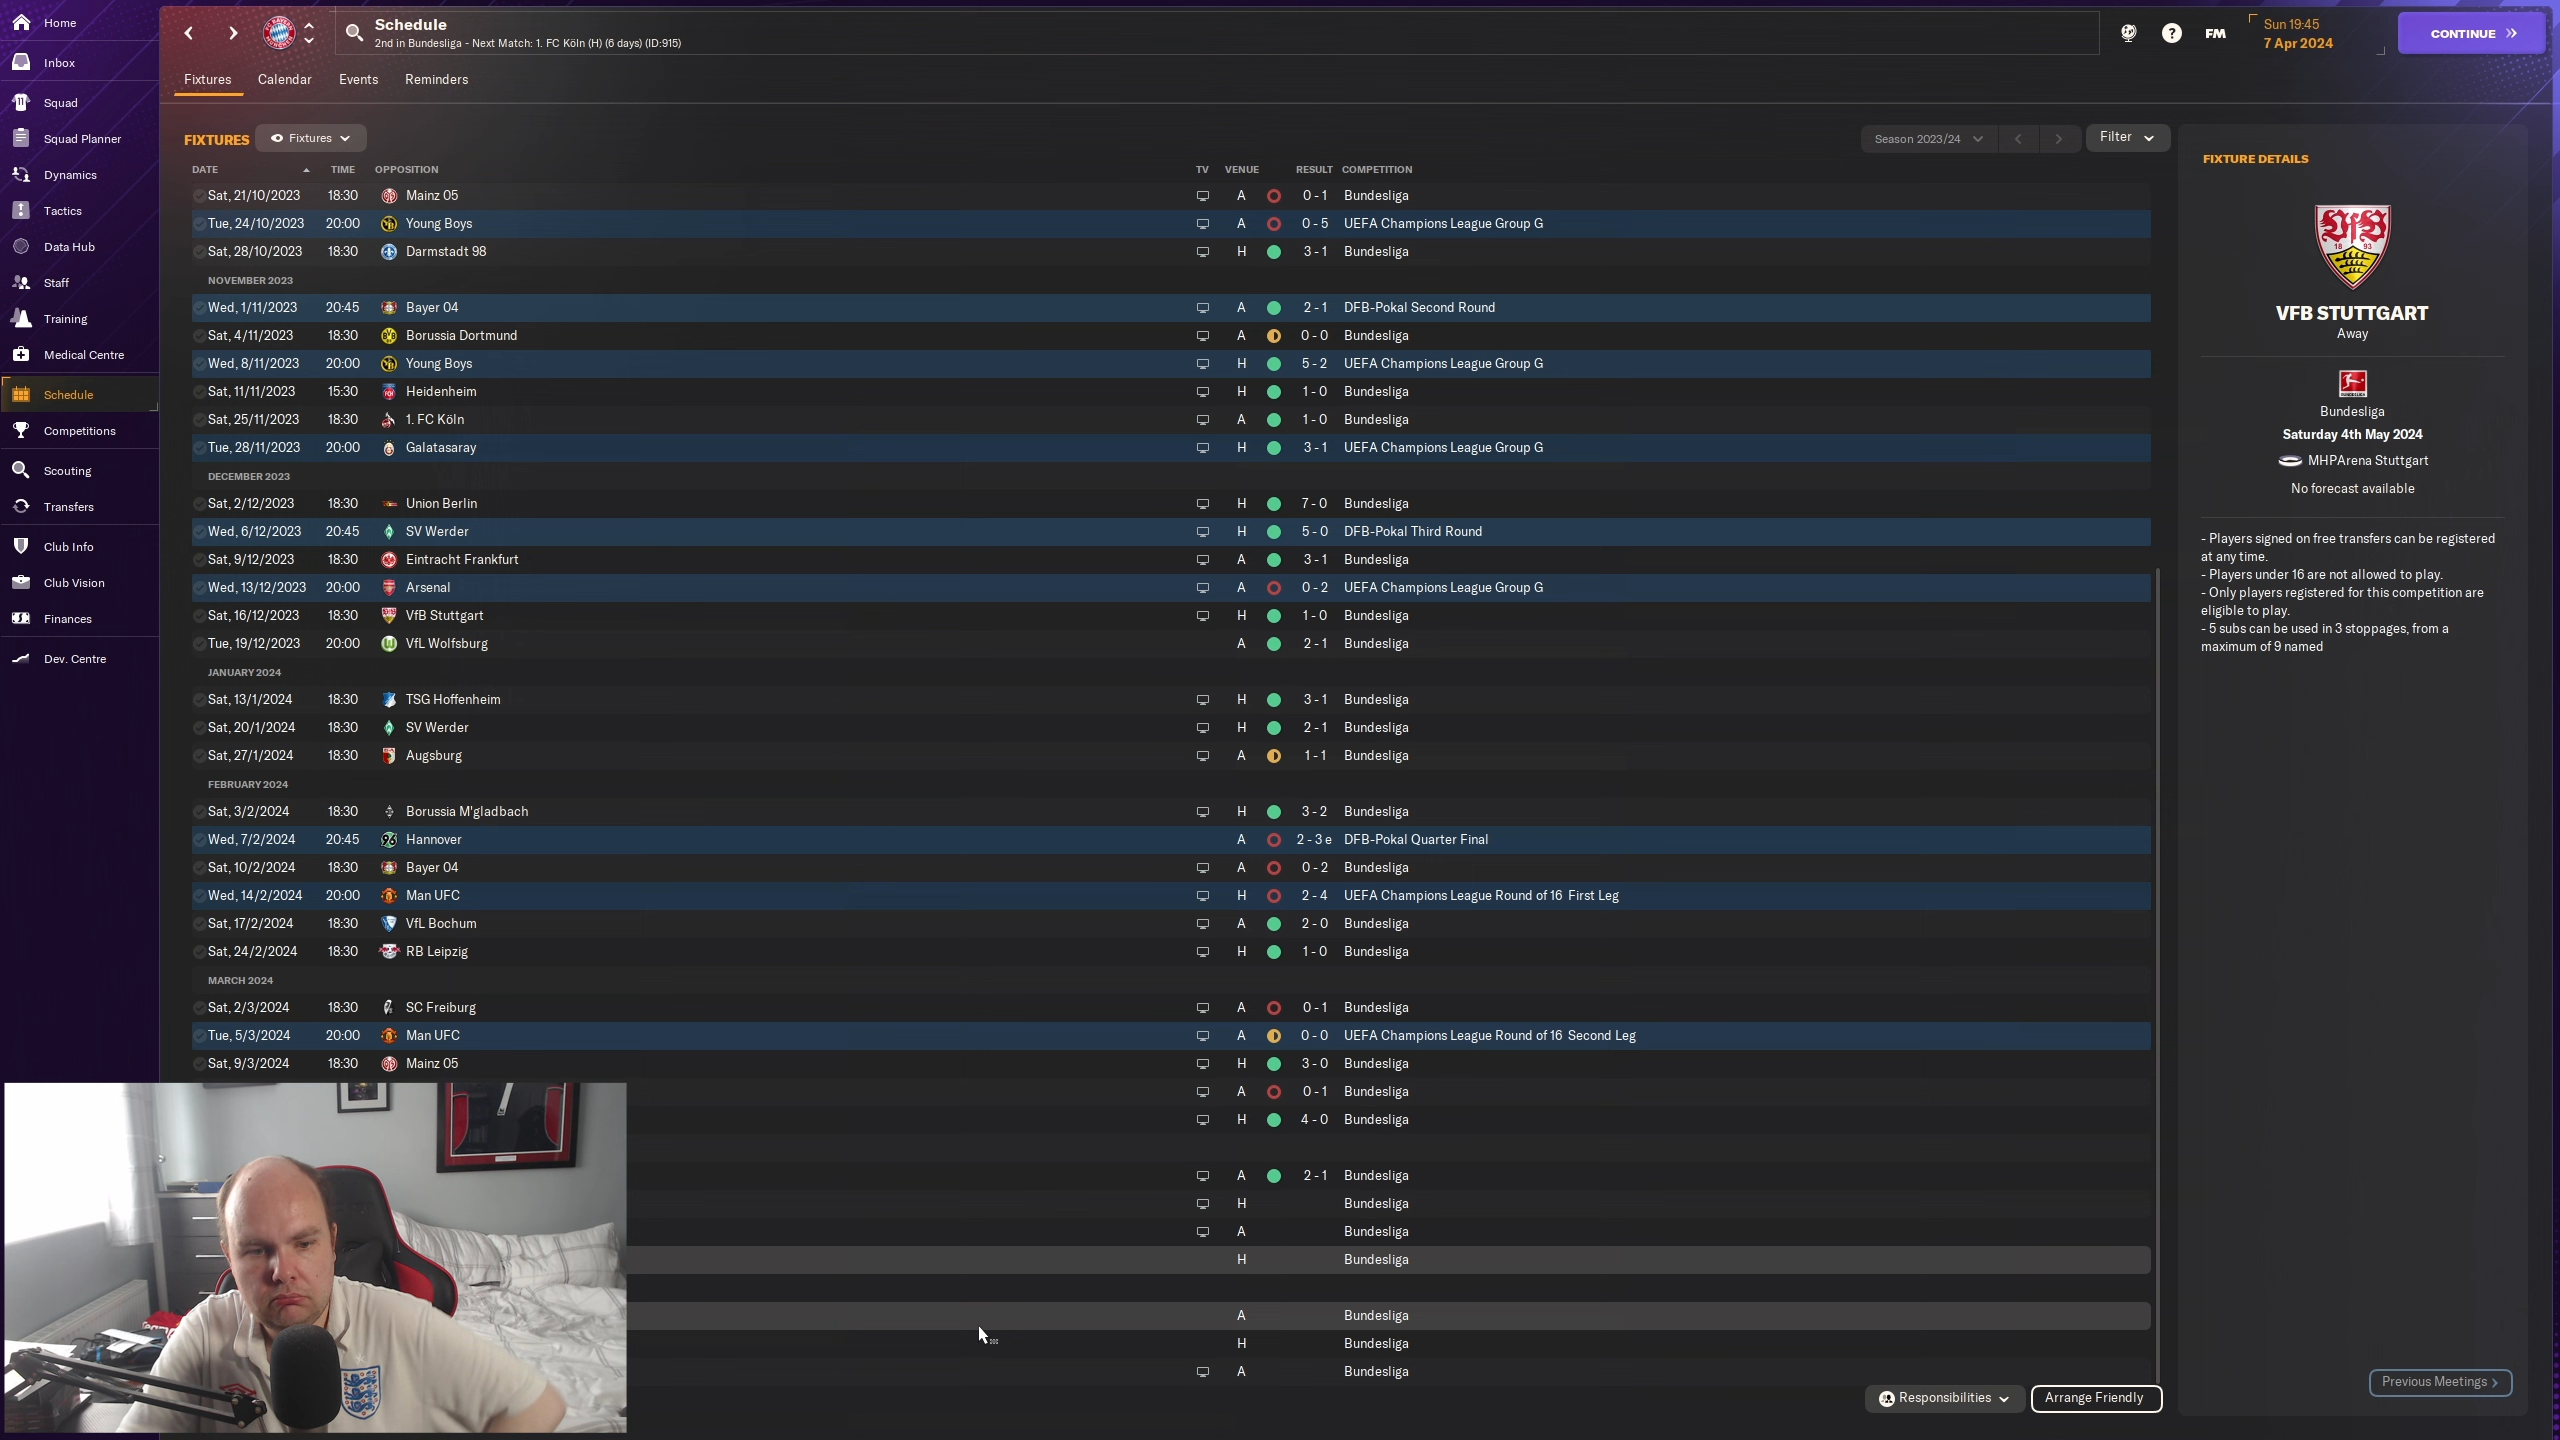 Home
Inbox
Squad
Squad Planner
Dynamics
Tactics
Data Hub
Staff
Training
Medical Centre
Schedule
Competitions
Scouting
Transfers
Club Info
Club Vision
Finances
Dev. Centre
Schedule
2nd in Bundesliga - Next Match: 1. FC Köln (H) (6 days) (ID:915)
FM
Sun 19:45
7 Apr 2024
CONTINUE
Fixtures Calendar Events Reminders
FIXTURES Fixtures Season 2023/24 Filter
DATE TIME OPPOSITION TV VENUE RESULT COMPETITION
Sat, 21/10/2023 18:30 Mainz 05 A 0 - 1 Bundesliga
Tue, 24/10/2023 20:00 Young Boys A 0 - 5 UEFA Champions League Group G
Sat, 28/10/2023 18:30 Darmstadt 98 H 3 - 1 Bundesliga
NOVEMBER 2023
Wed, 1/11/2023 20:45 Bayer 04 A 2 - 1 DFB-Pokal Second Round
Sat, 4/11/2023 18:30 Borussia Dortmund A 0 - 0 Bundesliga
Wed, 8/11/2023 20:00 Young Boys H 5 - 2 UEFA Champions League Group G
Sat, 11/11/2023 15:30 Heidenheim H 1 - 0 Bundesliga
Sat, 25/11/2023 18:30 1. FC Köln A 1 - 0 Bundesliga
Tue, 28/11/2023 20:00 Galatasaray H 3 - 1 UEFA Champions League Group G
DECEMBER 2023
Sat, 2/12/2023 18:30 Union Berlin H 7 - 0 Bundesliga
Wed, 6/12/2023 20:45 SV Werder H 5 - 0 DFB-Pokal Third Round
Sat, 9/12/2023 18:30 Eintracht Frankfurt A 3 - 1 Bundesliga
Wed, 13/12/2023 20:00 Arsenal A 0 - 2 UEFA Champions League Group G
Sat, 16/12/2023 18:30 VfB Stuttgart H 1 - 0 Bundesliga
Tue, 19/12/2023 20:00 VfL Wolfsburg A 2 - 1 Bundesliga
JANUARY 2024
Sat, 13/1/2024 18:30 TSG Hoffenheim H 3 - 1 Bundesliga
Sat, 20/1/2024 18:30 SV Werder H 2 - 1 Bundesliga
Sat, 27/1/2024 18:30 Augsburg A 1 - 1 Bundesliga
FEBRUARY 2024
Sat, 3/2/2024 18:30 Borussia M'gladbach H 3 - 2 Bundesliga
Wed, 7/2/2024 20:45 Hannover A 2 - 3 e DFB-Pokal Quarter Final
Sat, 10/2/2024 18:30 Bayer 04 A 0 - 2 Bundesliga
Wed, 14/2/2024 20:00 Man UFC H 2 - 4 UEFA Champions League Round of 16 First Leg
Sat, 17/2/2024 18:30 VfL Bochum A 2 - 0 Bundesliga
Sat, 24/2/2024 18:30 RB Leipzig H 1 - 0 Bundesliga
MARCH 2024
Sat, 2/3/2024 18:30 SC Freiburg A 0 - 1 Bundesliga
Tue, 5/3/2024 20:00 Man UFC A 0 - 0 UEFA Champions League Round of 16 Second Leg
Sat, 9/3/2024 18:30 Mainz 05 H 3 - 0 Bundesliga
A 0 - 1 Bundesliga
H 4 - 0 Bundesliga
A 2 - 1 Bundesliga
H Bundesliga
A Bundesliga
H Bundesliga
A Bundesliga
H Bundesliga
A Bundesliga
Responsibilities Arrange Friendly
FIXTURE DETAILS
VfB
18 93
VFB STUTTGART
Away
BUNDESLIGA
Bundesliga
Saturday 4th May 2024
MHPArena Stuttgart
No forecast available
- Players signed on free transfers can be registered
at any time.
- Players under 16 are not allowed to play.
- Only players registered for this competition are
eligible to play.
- 5 subs can be used in 3 stoppages, from a
maximum of 9 named
Previous Meetings